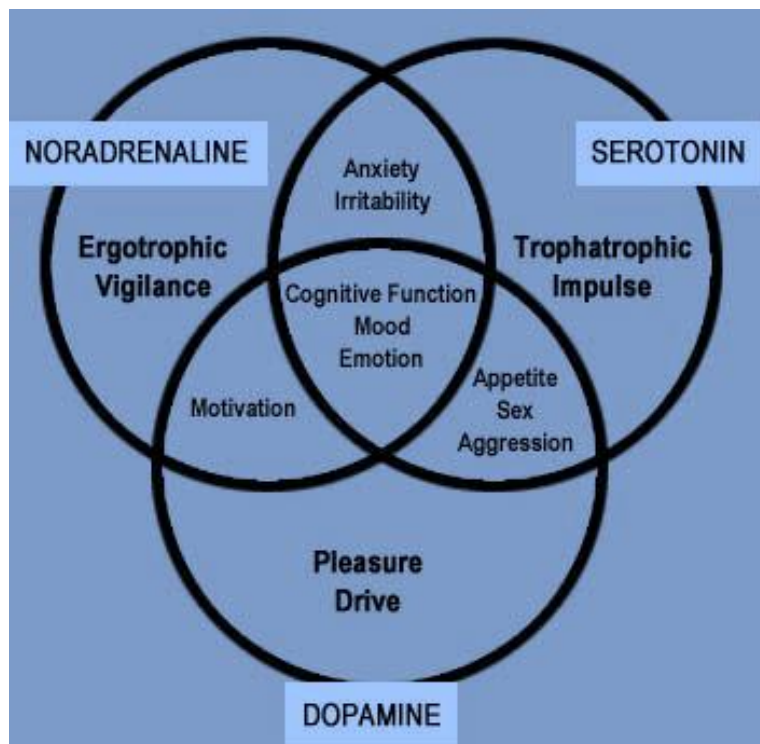 NORADRENALINE
SEROTONIN
Anxiety
Irritability
Ergotrophic
Vigilance
Trophatrophic
Impulse
Cognitive Function
Mood
Emotion
Motivation
Appetite
Sex
Aggression
Pleasure
Drive
DOPAMINE